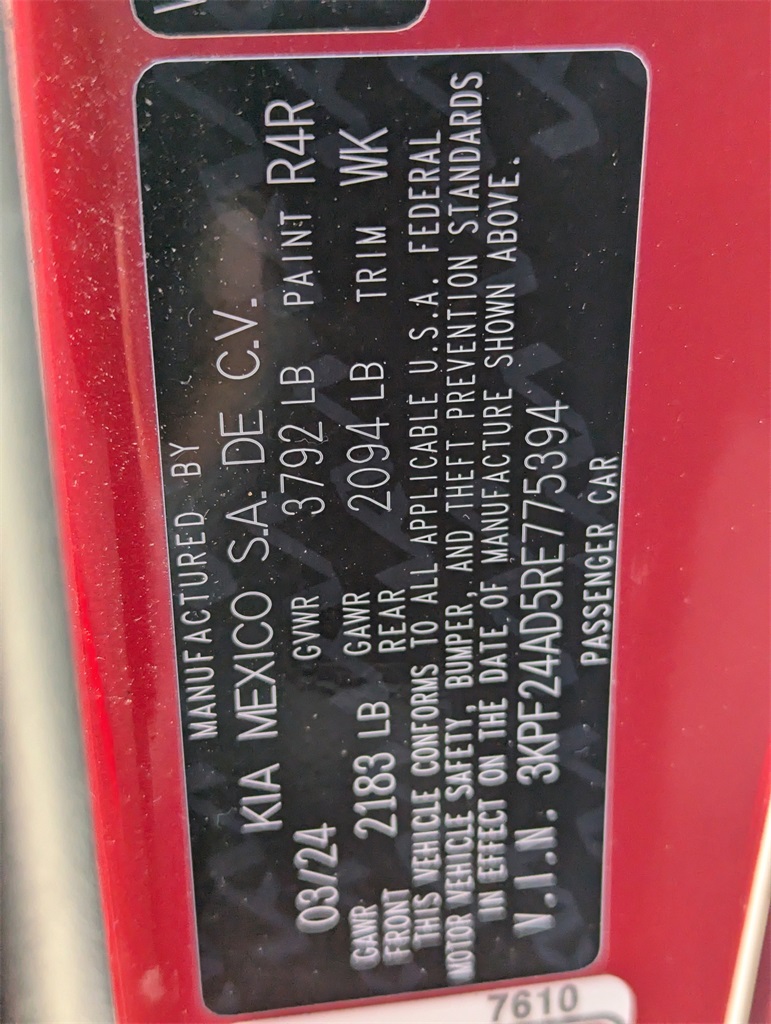 MANUFACTURED BY
KIA MEXICO S.A. DE C.V.
03/24 GVWR 3792 LB PAINT R4R
GAWR FRONT 2183 LB GAWR REAR 2094 LB TRIM WK
THIS VEHICLE CONFORMS TO ALL APPLICABLE U.S.A. FEDERAL
MOTOR VEHICLE SAFETY, BUMPER, AND THEFT PREVENTION STANDARDS
IN EFFECT ON THE DATE OF MANUFACTURE SHOWN ABOVE.
V.I.N. 3KPF24AD5RE775394
PASSENGER CAR
7610